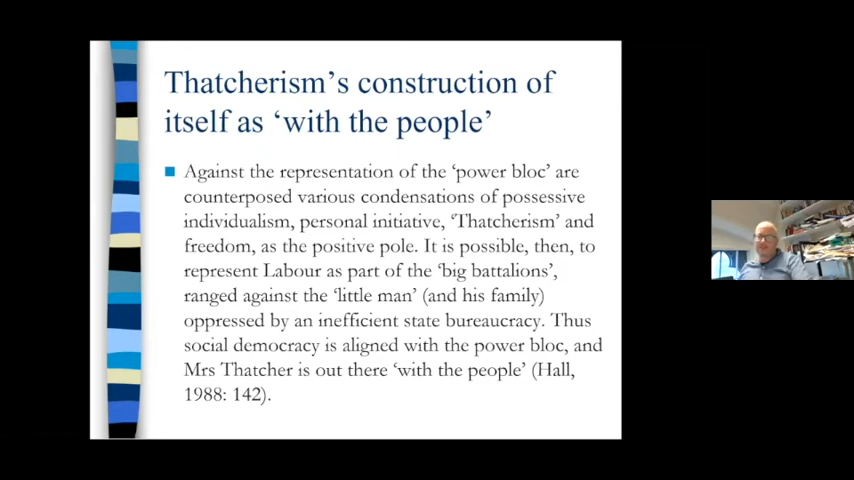 Thatcherism’s construction of
itself as ‘with the people’
Against the representation of the ‘power bloc’ are
counterposed various condensations of possessive
individualism, personal initiative, ‘Thatcherism’ and
freedom, as the positive pole. It is possible, then, to
represent Labour as part of the ‘big battalions’,
ranged against the ‘little man’ (and his family)
oppressed by an inefficient state bureaucracy. Thus
social democracy is aligned with the power bloc, and
Mrs Thatcher is out there ‘with the people’ (Hall,
1988: 142).